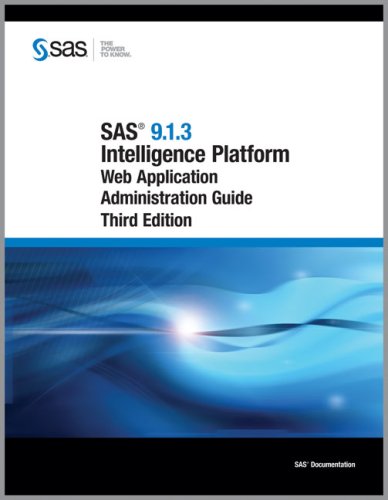 sas
THE
POWER
TO KNOW.
SAS® 9.1.3
Intelligence Platform
Web Application
Administration Guide
Third Edition
SAS® Documentation